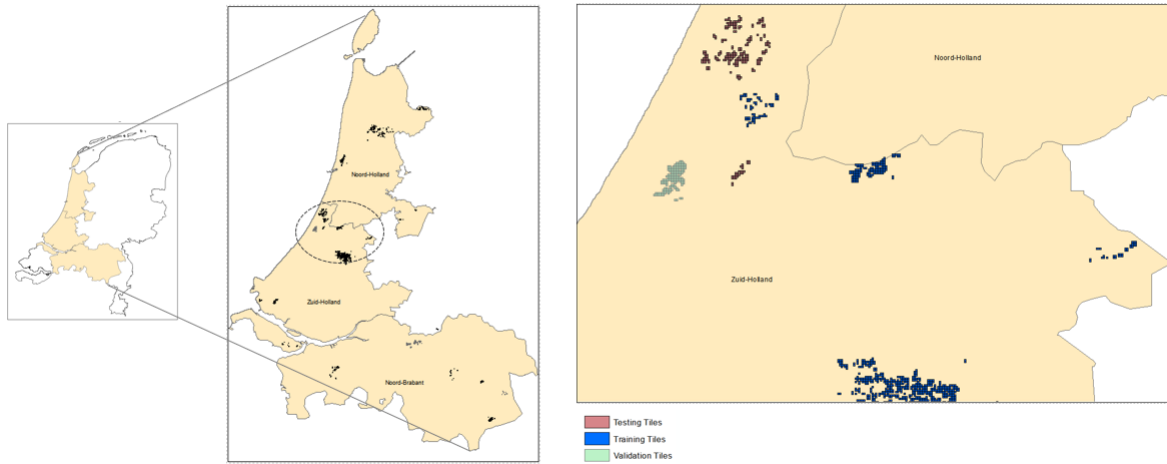 Noord-Holland
Zuid-Holland
Noord-Brabant
Noord-Holland
Zuid-Holland
Testing Tiles
Training Tiles
Validation Tiles